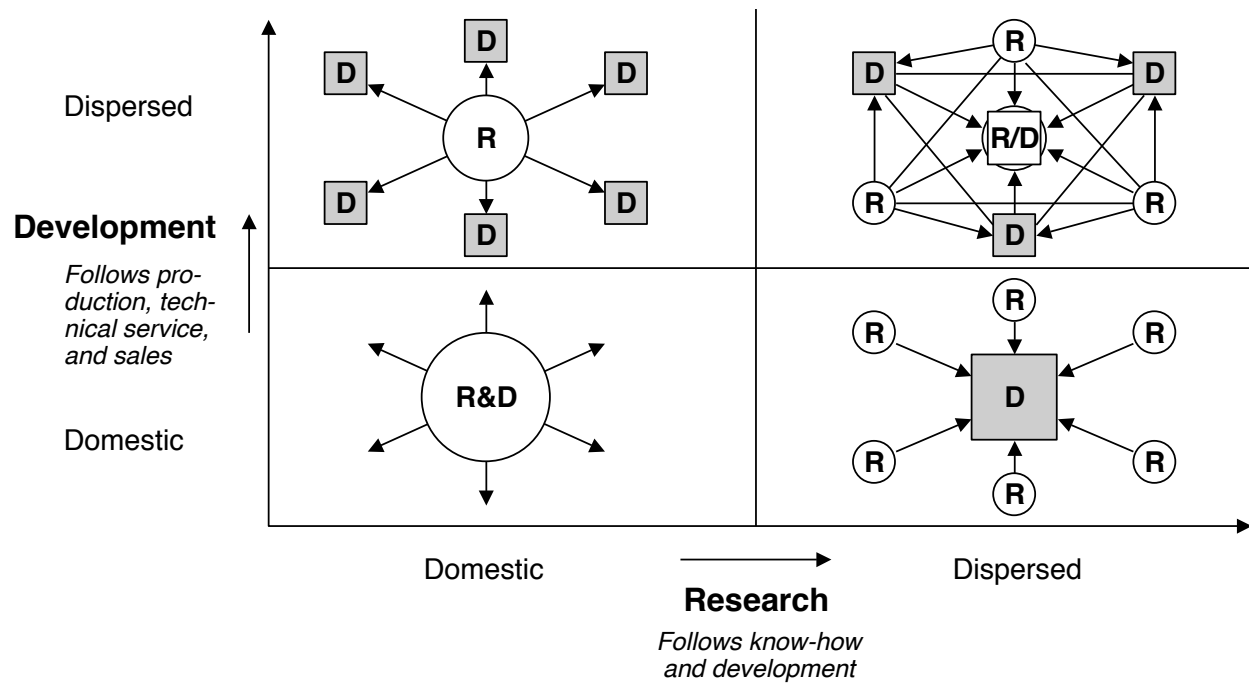 D
R
D
D
D
D
R/D
Dispersed
R
D
D
R
R
Development
D
D
Follows pro-
duction, tech-
nical service,
and sales
R
R
R
R&D
D
Domestic
R
R
R
Domestic
Dispersed
Research
Follows know-how
and development